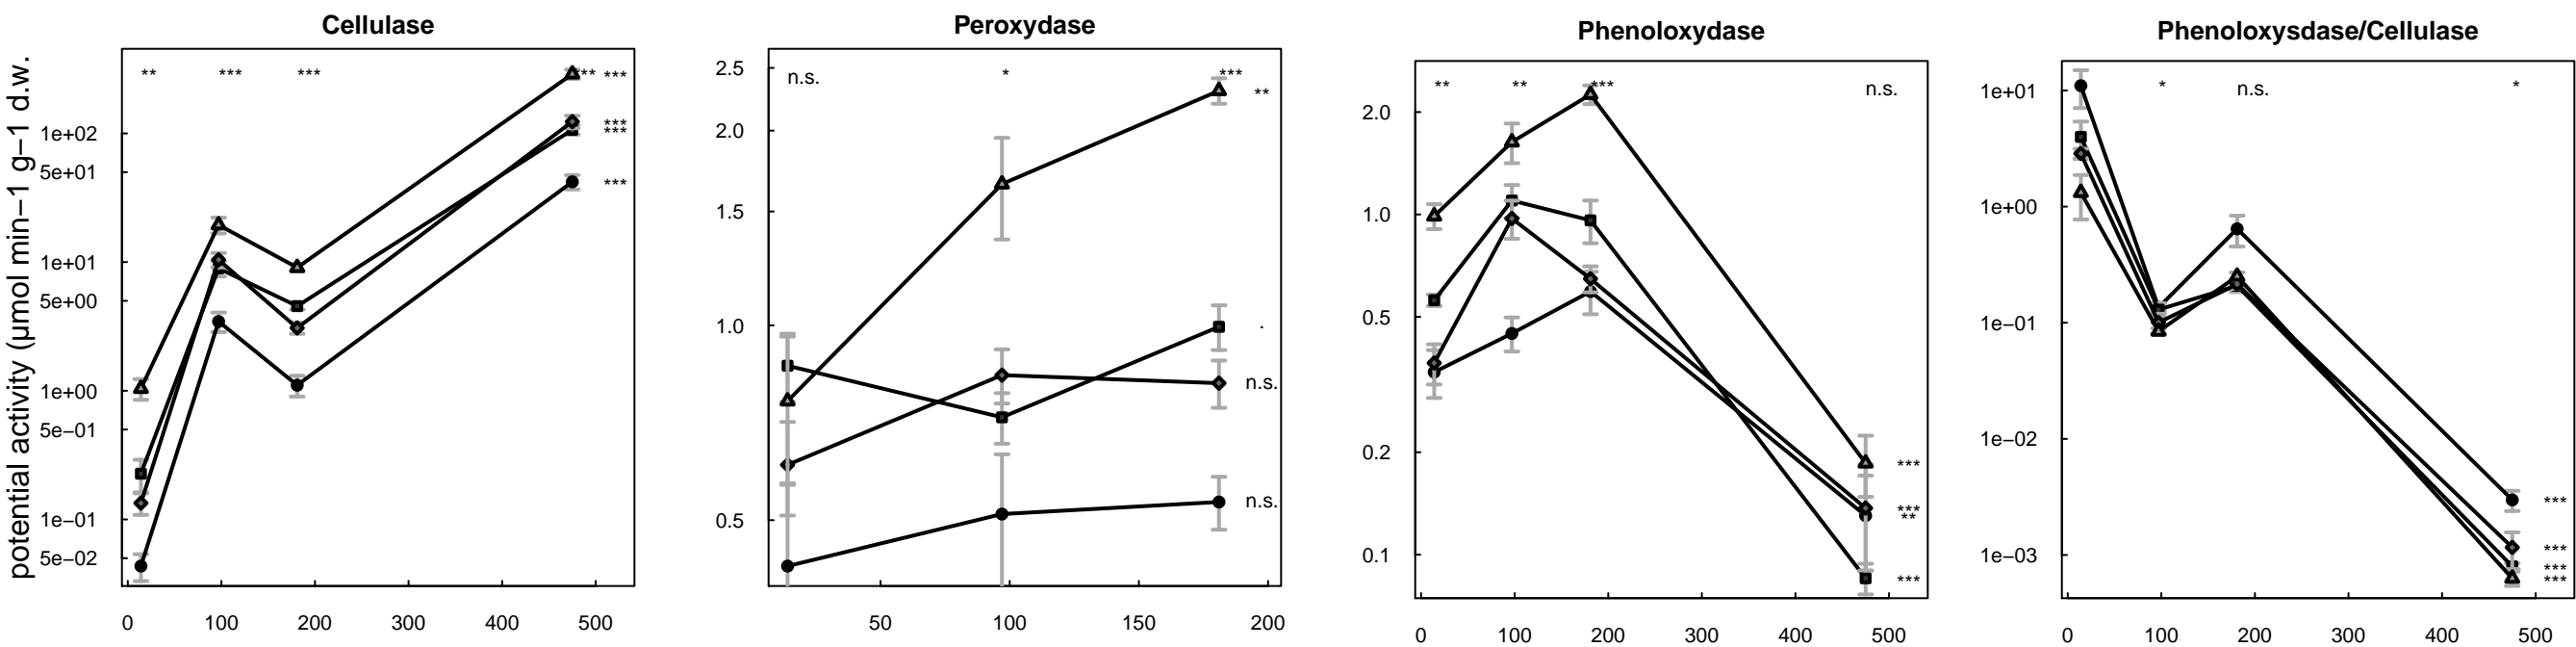 Cellulase
potential activity (µmol min−1 g−1 d.w.
** *** *** ** ***
***
***
***
1e+02
5e+01
1e+01
5e+00
1e+00
5e−01
1e−01
5e−02
0 100 200 300 400 500
Peroxydase
n.s. * ***
**
.
n.s.
n.s.
2.5
2.0
1.5
1.0
0.5
50 100 150 200
Phenoloxydase
** ** *** n.s.
***
***
**
***
2.0
1.0
0.5
0.2
0.1
0 100 200 300 400 500
Phenoloxysdase/Cellulase
* n.s. *
***
***
***
***
1e+01
1e+00
1e−01
1e−02
1e−03
0 100 200 300 400 500